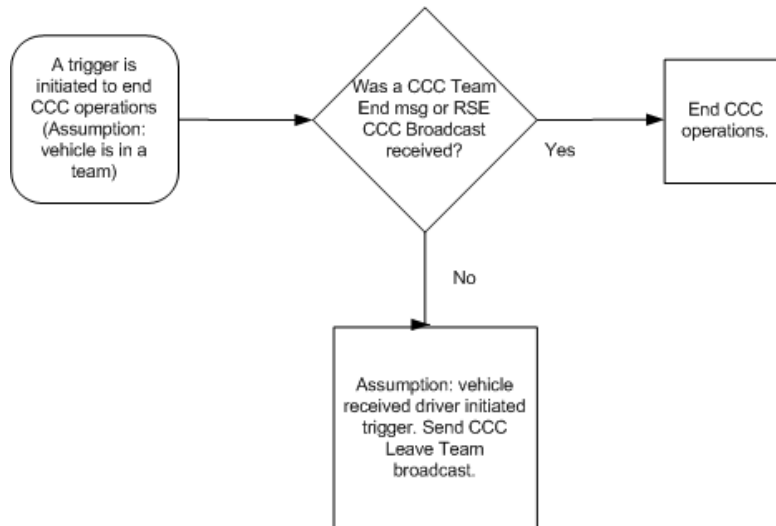 A trigger is
initiated to end
CCC operations
(Assumption:
vehicle is in a
team)
Was a CCC Team
End msg or RSE
CCC Broadcast
received?
Yes
End CCC
operations.
No
Assumption: vehicle
received driver initiated
trigger. Send CCC
Leave Team
broadcast.